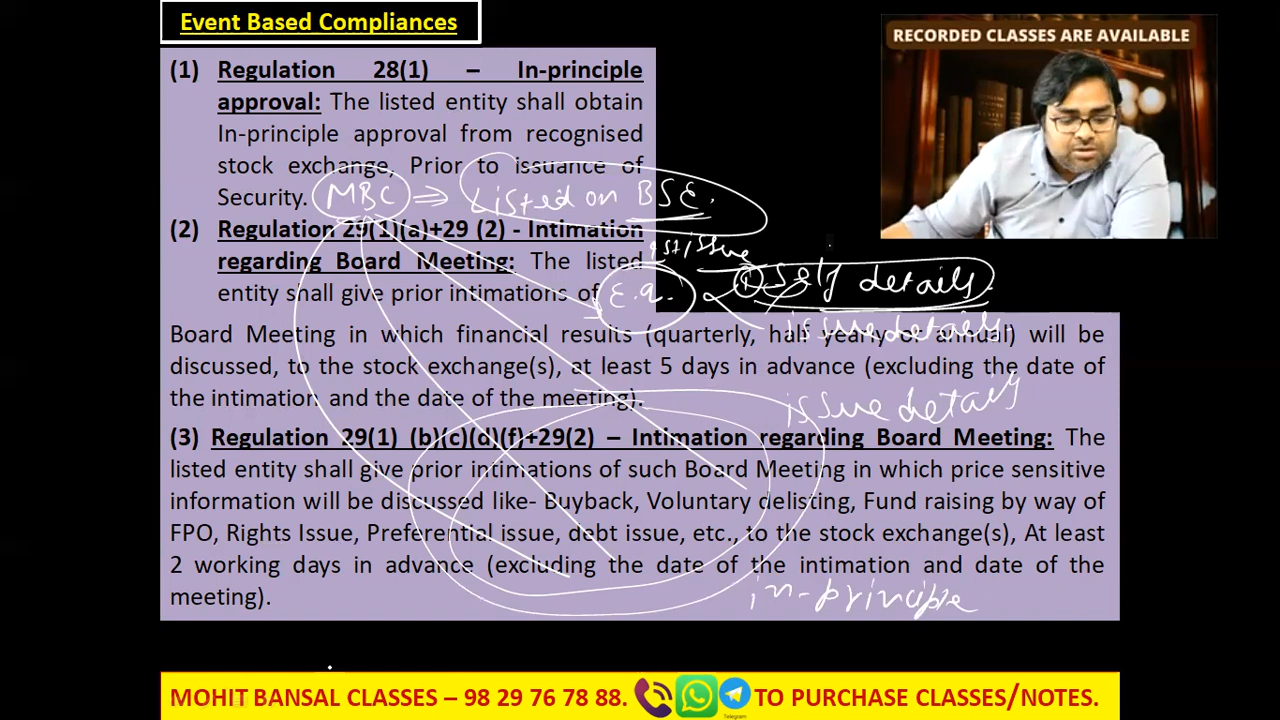 Event Based Compliances
RECORDED CLASSES ARE AVAILABLE
(1) Regulation 28(1) – In-principle
approval: The listed entity shall obtain
In-principle approval from recognised
stock exchange, Prior to issuance of
Security. MBC ⇒ Listed on BSE.
(2) Regulation 29(1)(a)+29 (2) - Intimation
regarding Board Meeting: The listed
entity shall give prior intimations of
issue
(1) Self details
issue details
Board Meeting in which financial results (quarterly, half yearly or annual) will be
discussed, to the stock exchange(s), at least 5 days in advance (excluding the date of
the intimation and the date of the meeting).
issue details
(3) Regulation 29(1) (b)(c)(d)(f)+29(2) – Intimation regarding Board Meeting: The
listed entity shall give prior intimations of such Board Meeting in which price sensitive
information will be discussed like- Buyback, Voluntary delisting, Fund raising by way of
FPO, Rights Issue, Preferential issue, debt issue, etc., to the stock exchange(s), At least
2 working days in advance (excluding the date of the intimation and date of the
meeting).
in-principle
MOHIT BANSAL CLASSES – 98 29 76 78 88. TO PURCHASE CLASSES/NOTES.
Telegram